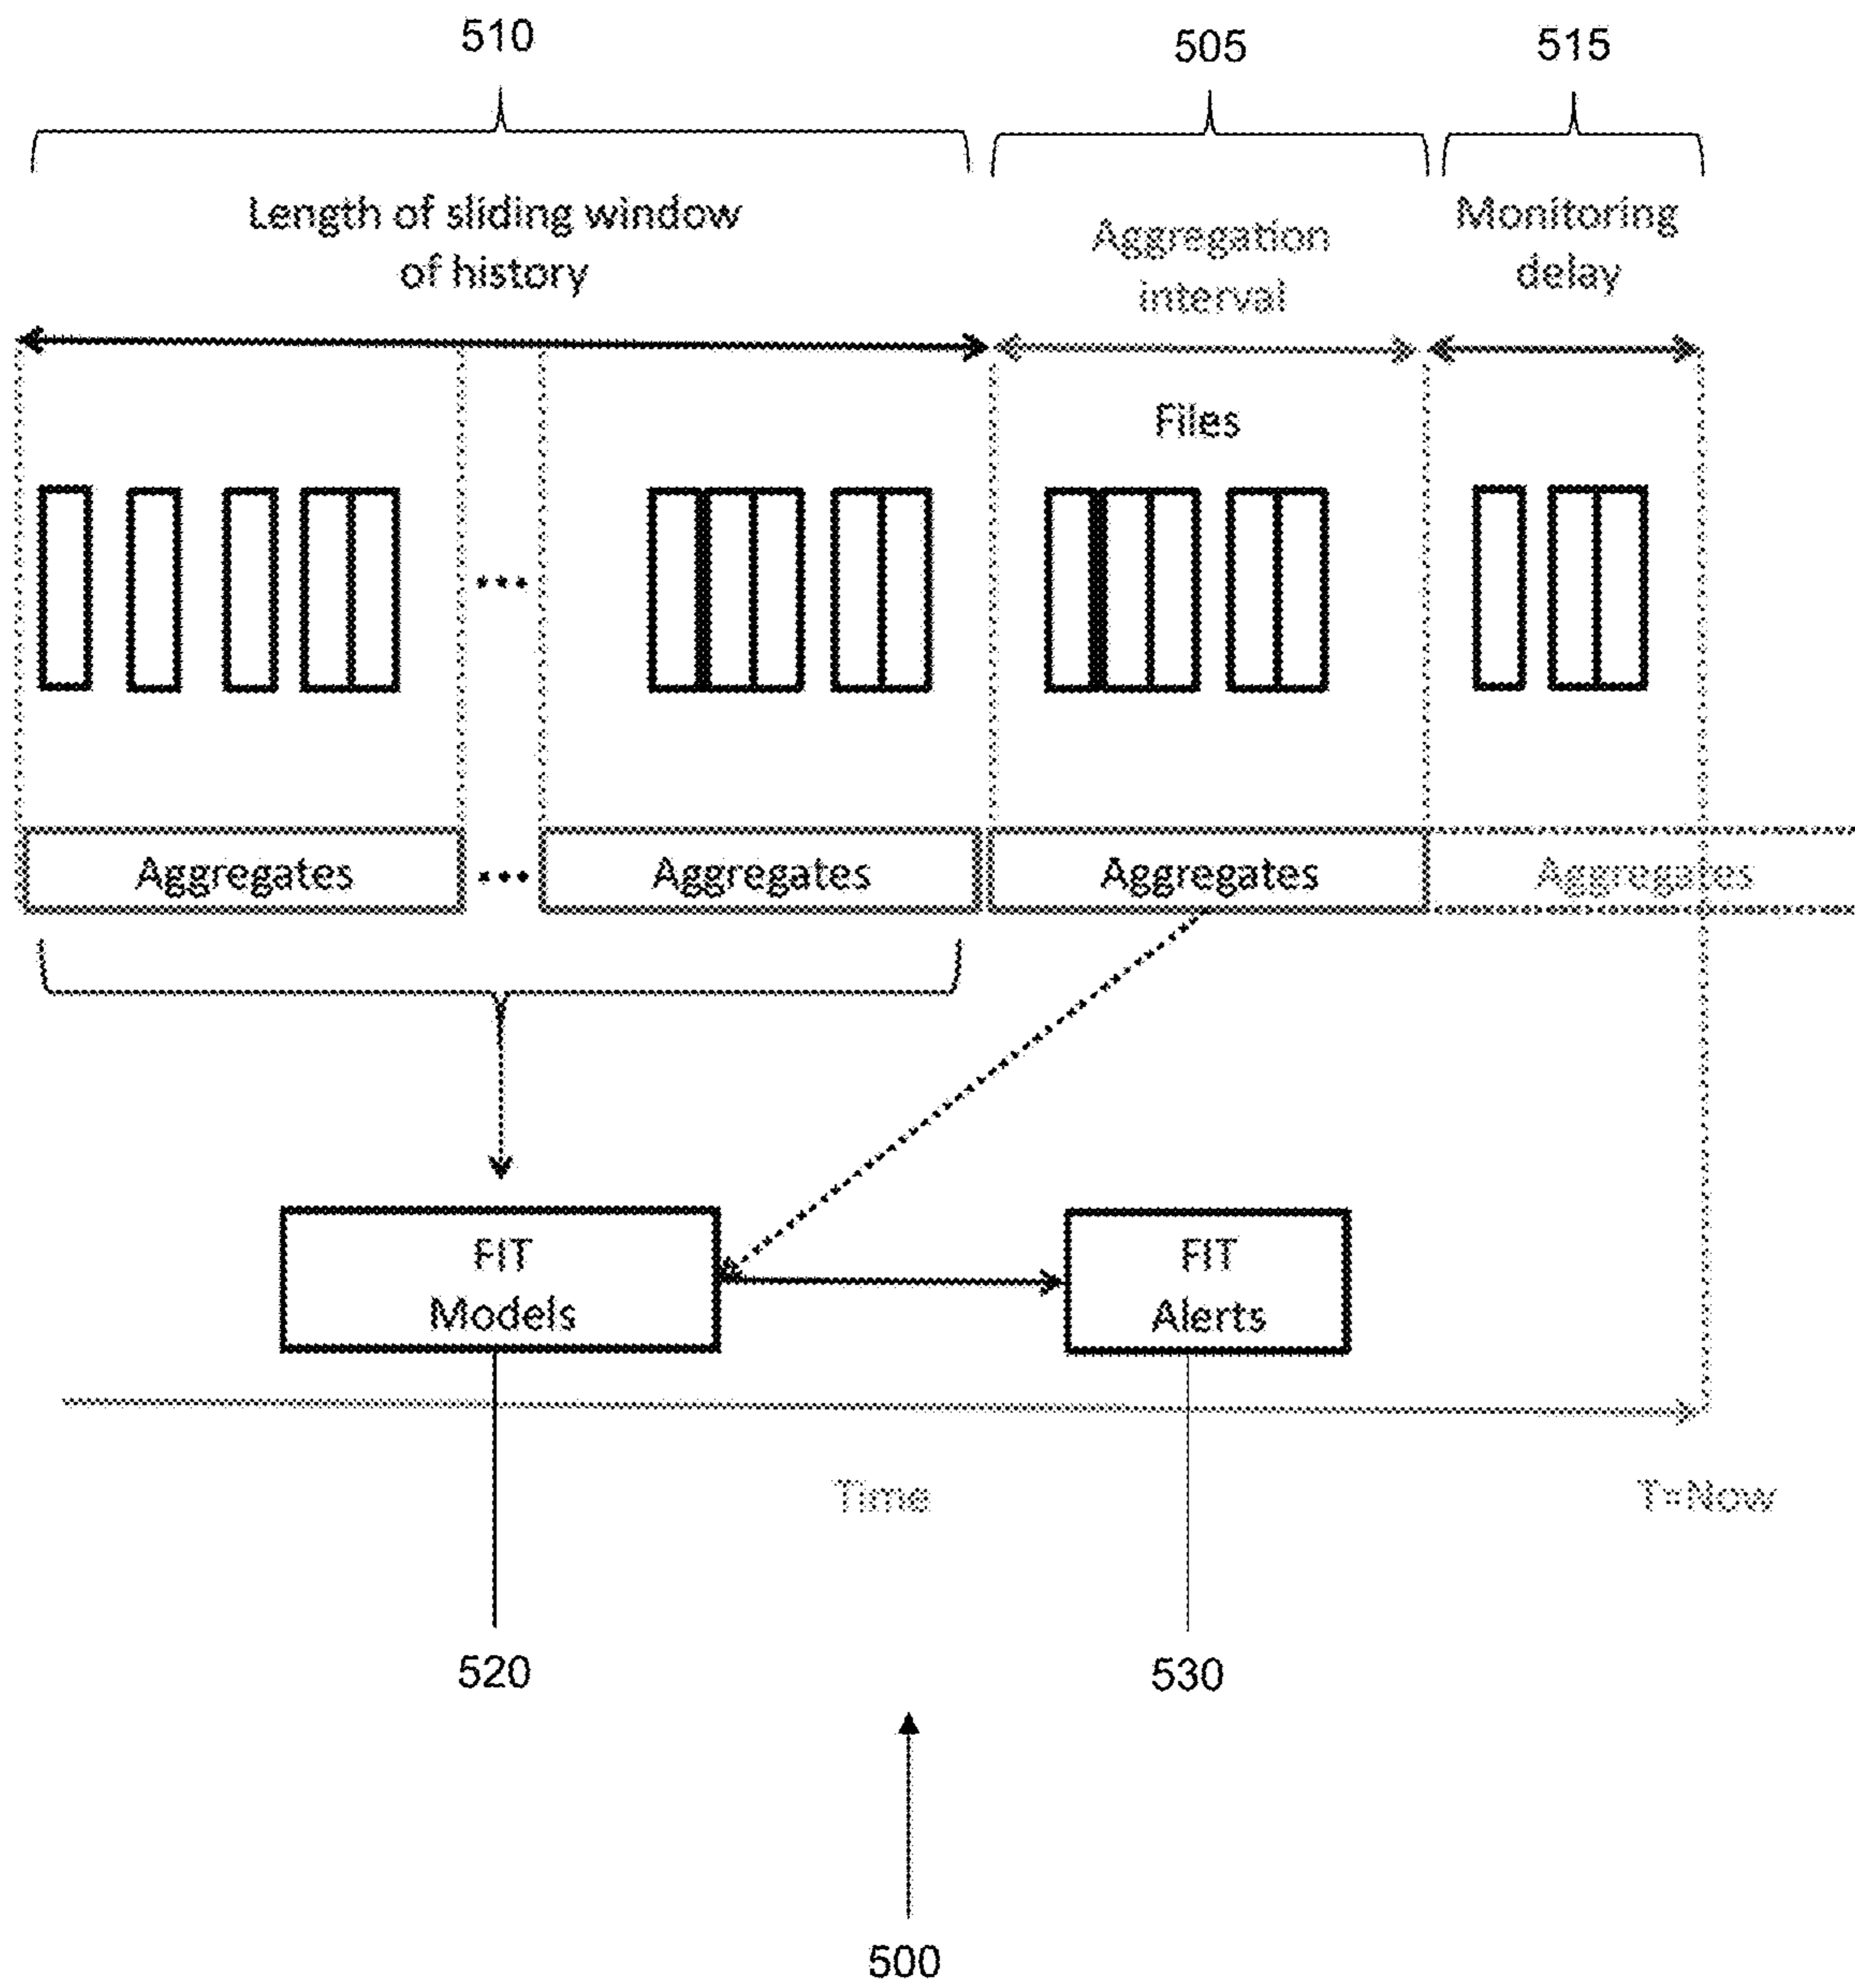 510
505
515
Length of sliding window
of history
Aggregation
interval
Monitoring
delay
Files
...
Aggregates
...
Aggregates
Aggregates
Aggregates
FIT
Models
FIT
Alerts
Time
T=Now
520
530
500